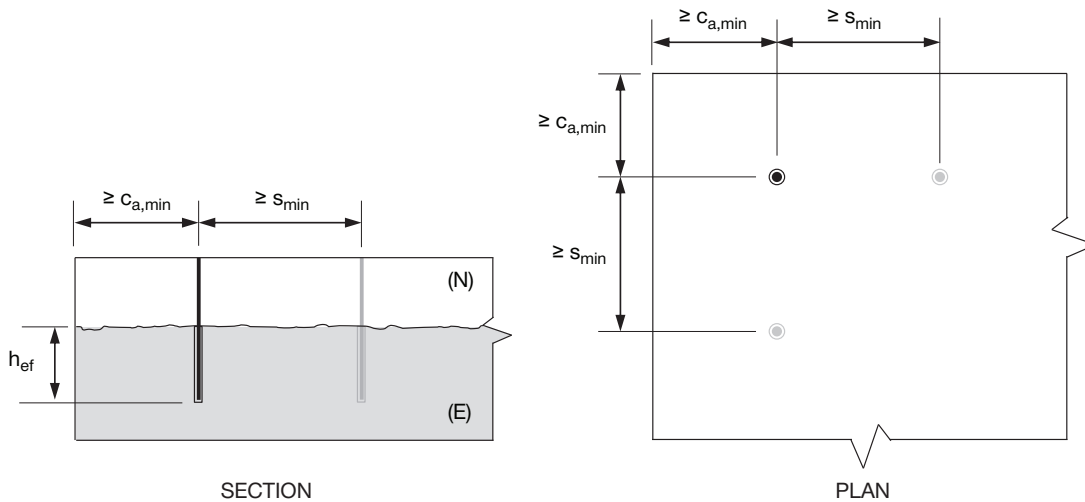 ≥ ca,min
≥ smin
(N)
hef
(E)
SECTION
≥ ca,min
≥ smin
≥ ca,min
≥ smin
PLAN